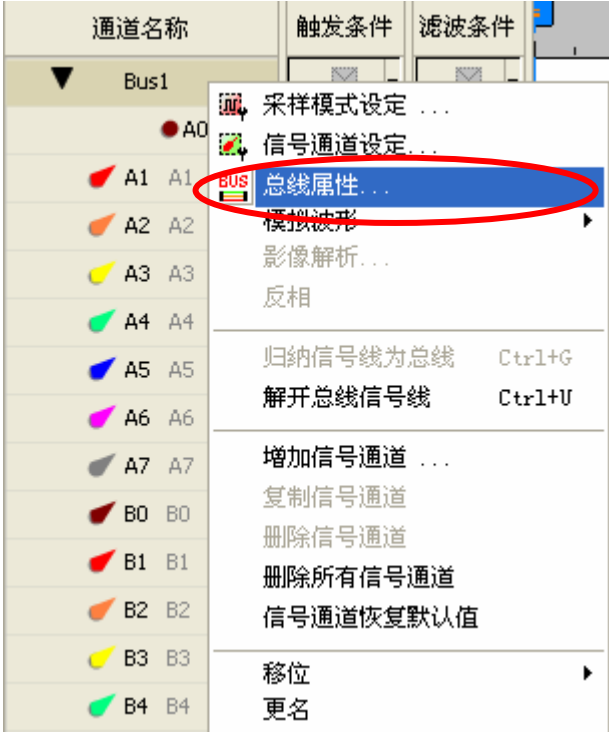 通道名称 触发条件 滤波条件
Bus1
A0
A1 A1
A2 A2
A3 A3
A4 A4
A5 A5
A6 A6
A7 A7
B0 B0
B1 B1
B2 B2
B3 B3
B4 B4
采样模式设定 ...
信号通道设定...
BUS 总线属性...
模拟波形
影像解析...
反相
归纳信号线为总线 Ctrl+G
解开总线信号线 Ctrl+U
增加信号通道 ...
复制信号通道
删除信号通道
删除所有信号通道
信号通道恢复默认值
移位
更名